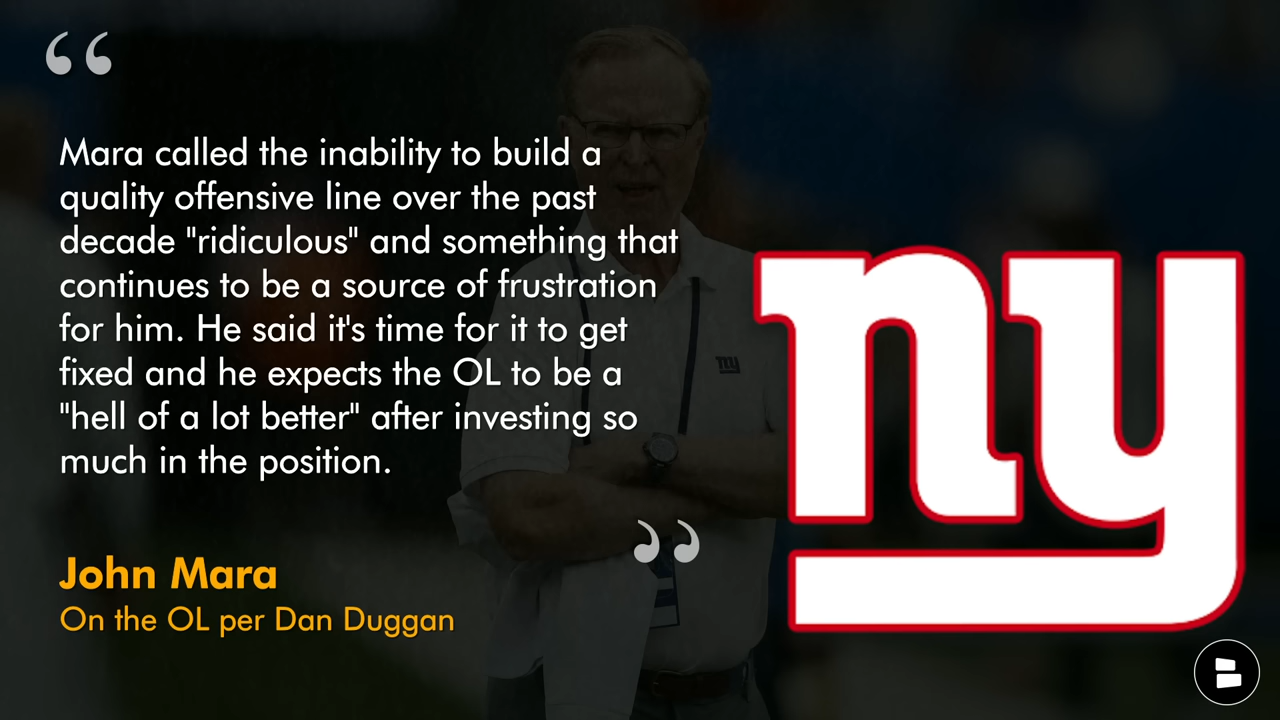 “
Mara called the inability to build a
quality offensive line over the past
decade "ridiculous" and something that
continues to be a source of frustration
for him. He said it's time for it to get
fixed and he expects the OL to be a
"hell of a lot better" after investing so
much in the position.
”
John Mara
On the OL per Dan Duggan
ny
ny